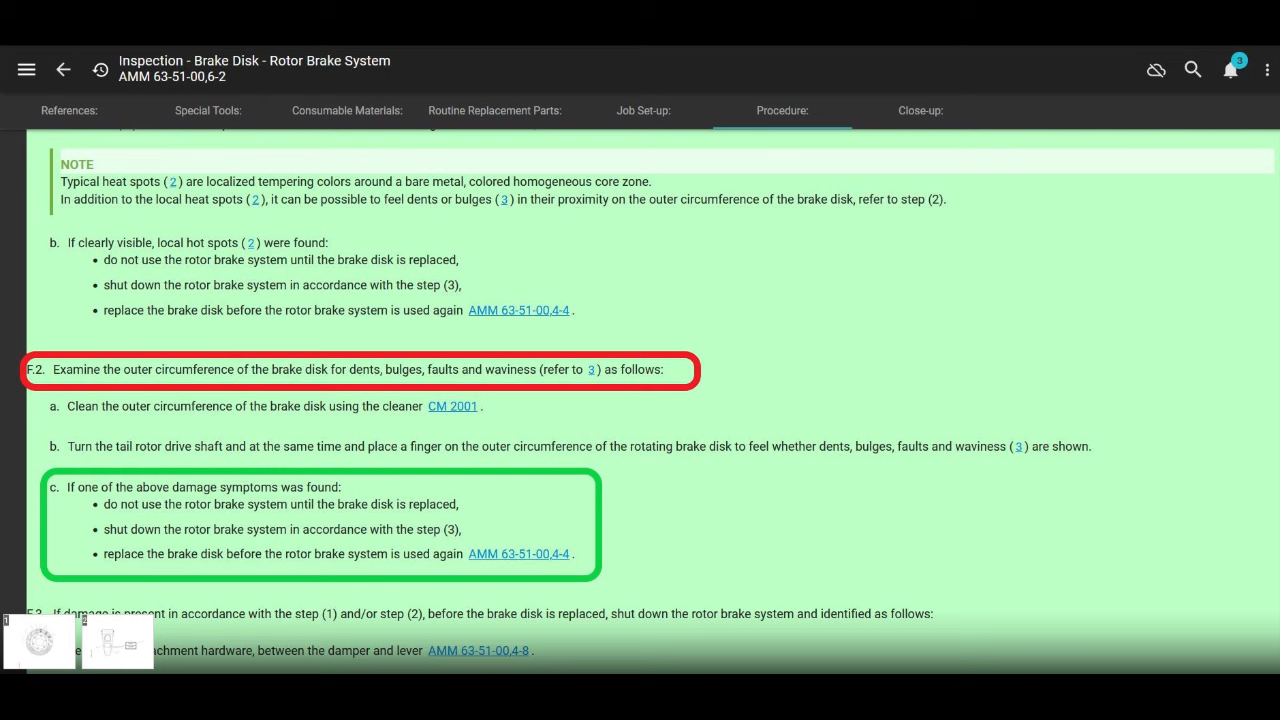 Inspection - Brake Disk - Rotor Brake System
AMM 63-51-00,6-2
3
References: Special Tools: Consumable Materials: Routine Replacement Parts: Job Set-up: Procedure: Close-up:
NOTE
Typical heat spots ( 2 ) are localized tempering colors around a bare metal, colored homogeneous core zone.
In addition to the local heat spots ( 2 ), it can be possible to feel dents or bulges ( 3 ) in their proximity on the outer circumference of the brake disk, refer to step (2).
b. If clearly visible, local hot spots ( 2 ) were found:
• do not use the rotor brake system until the brake disk is replaced,
• shut down the rotor brake system in accordance with the step (3),
• replace the brake disk before the rotor brake system is used again AMM 63-51-00,4-4 .
F.2. Examine the outer circumference of the brake disk for dents, bulges, faults and waviness (refer to 3 ) as follows:
a. Clean the outer circumference of the brake disk using the cleaner CM 2001 .
b. Turn the tail rotor drive shaft and at the same time and place a finger on the outer circumference of the rotating brake disk to feel whether dents, bulges, faults and waviness ( 3 ) are shown.
c. If one of the above damage symptoms was found:
• do not use the rotor brake system until the brake disk is replaced,
• shut down the rotor brake system in accordance with the step (3),
• replace the brake disk before the rotor brake system is used again AMM 63-51-00,4-4 .
F.3. If damage is present in accordance with the step (1) and/or step (2), before the brake disk is replaced, shut down the rotor brake system and identified as follows:
1 2
hardware, between the damper and lever AMM 63-51-00,4-8 .